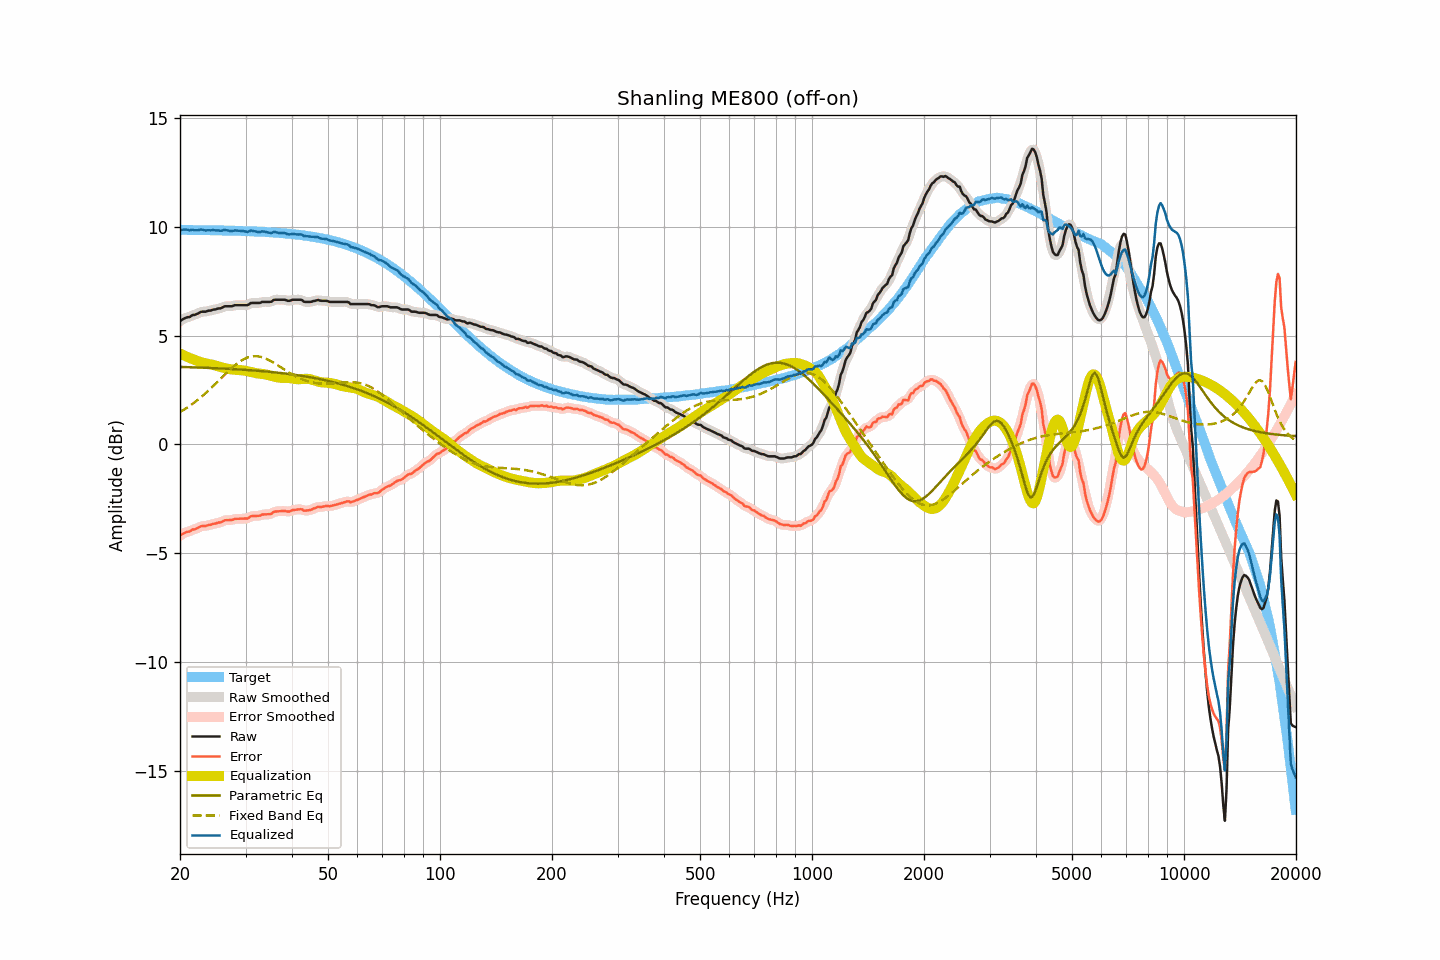 Shanling ME800 (off-on)
15
10
5
0
−5
−10
−15
Amplitude (dBr)
Target
Raw Smoothed
Error Smoothed
Raw
Error
Equalization
Parametric Eq
Fixed Band Eq
Equalized
20 50 100 200 500 1000 2000 5000 10000 20000
Frequency (Hz)